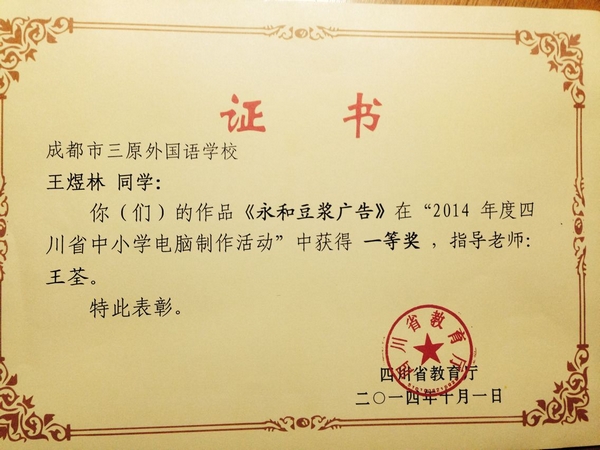 证 书
成都市三原外国语学校
王煜林 同学：
你（们）的作品《永和豆浆广告》在“2014 年度四
川省中小学电脑制作活动”中获得 一等奖 ，指导老师：
王荃。
特此表彰。
四川省教育厅
四川省教育厅
二〇一四年十月一日